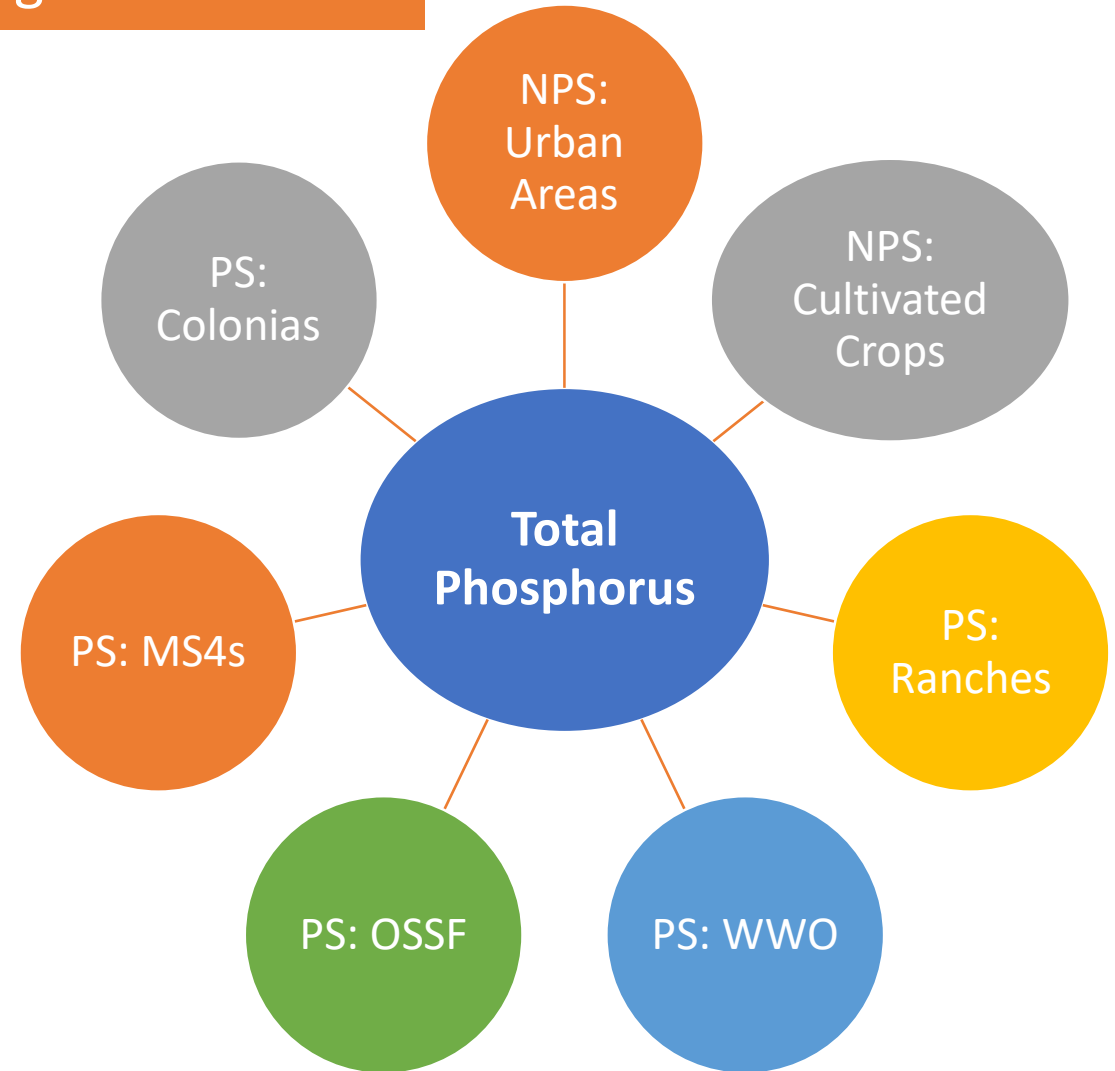 g
NPS:
Urban
Areas
NPS:
Cultivated
Crops
PS:
Colonias
Total
Phosphorus
PS:
Ranches
PS: MS4s
PS: OSSF
PS: WWO